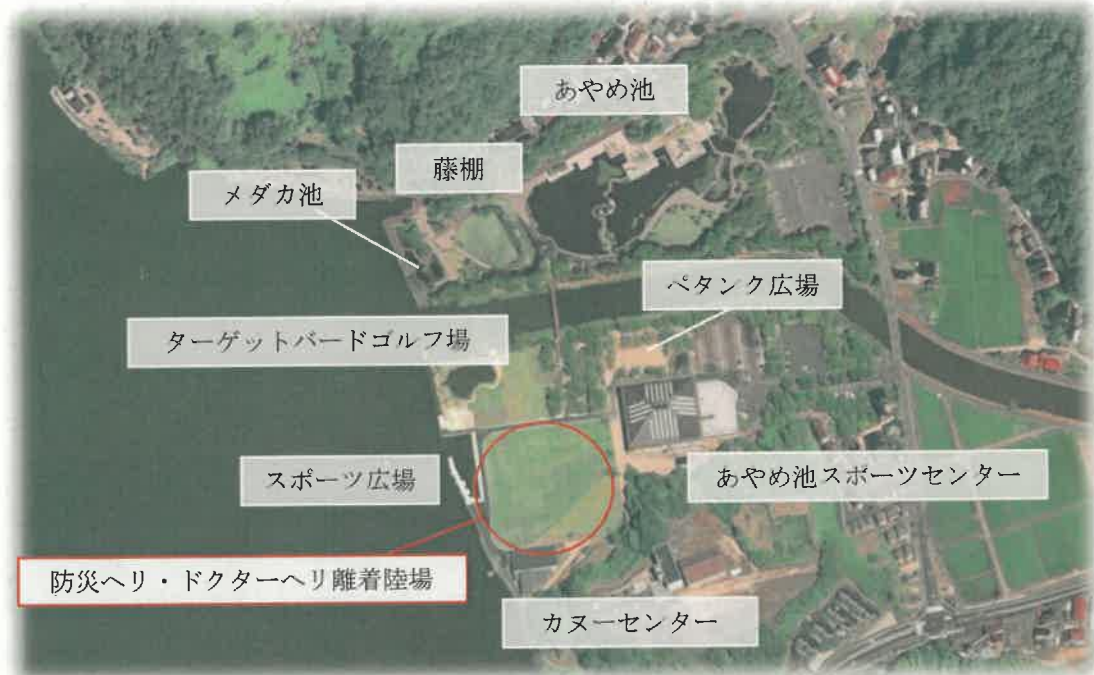 あやめ池
藤棚
メダカ池
ペタンク広場
ターゲットバードゴルフ場
スポーツ広場
あやめ池スポーツセンター
防災ヘリ・ドクターヘリ離着陸場
カヌーセンター